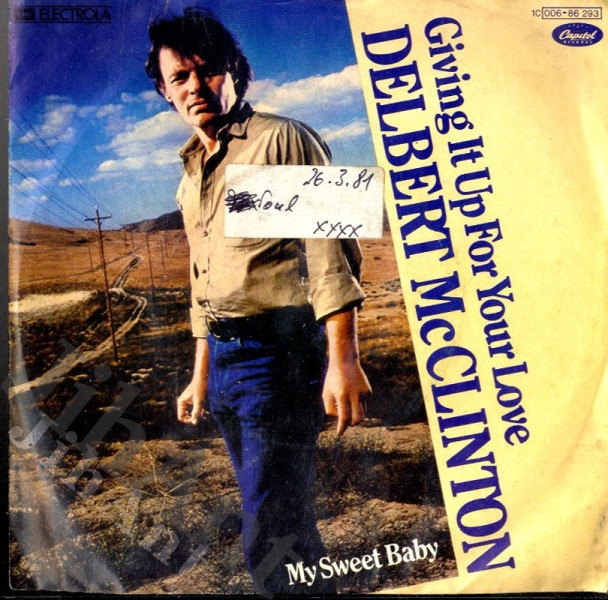 ELECTROLA
1C 006-86 293
Capitol
RECORDS
Giving It Up For Your Love
DELBERT McCLINTON
26.3.81
Soul
xxxx
My Sweet Baby